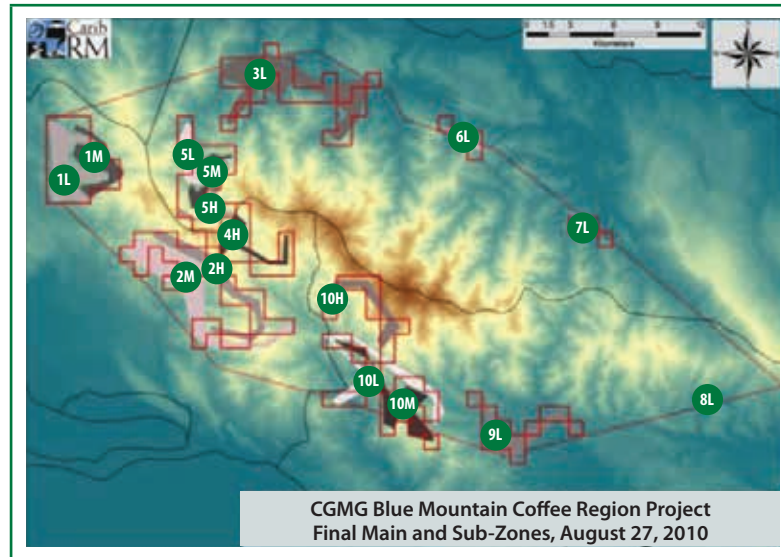 Carib
RM
Kilometers
3L
6L
1M
5L
1L
5M
5H
7L
4H
2H
2M
10H
10L
10M
8L
9L
CGMG Blue Mountain Coffee Region Project
Final Main and Sub-Zones, August 27, 2010